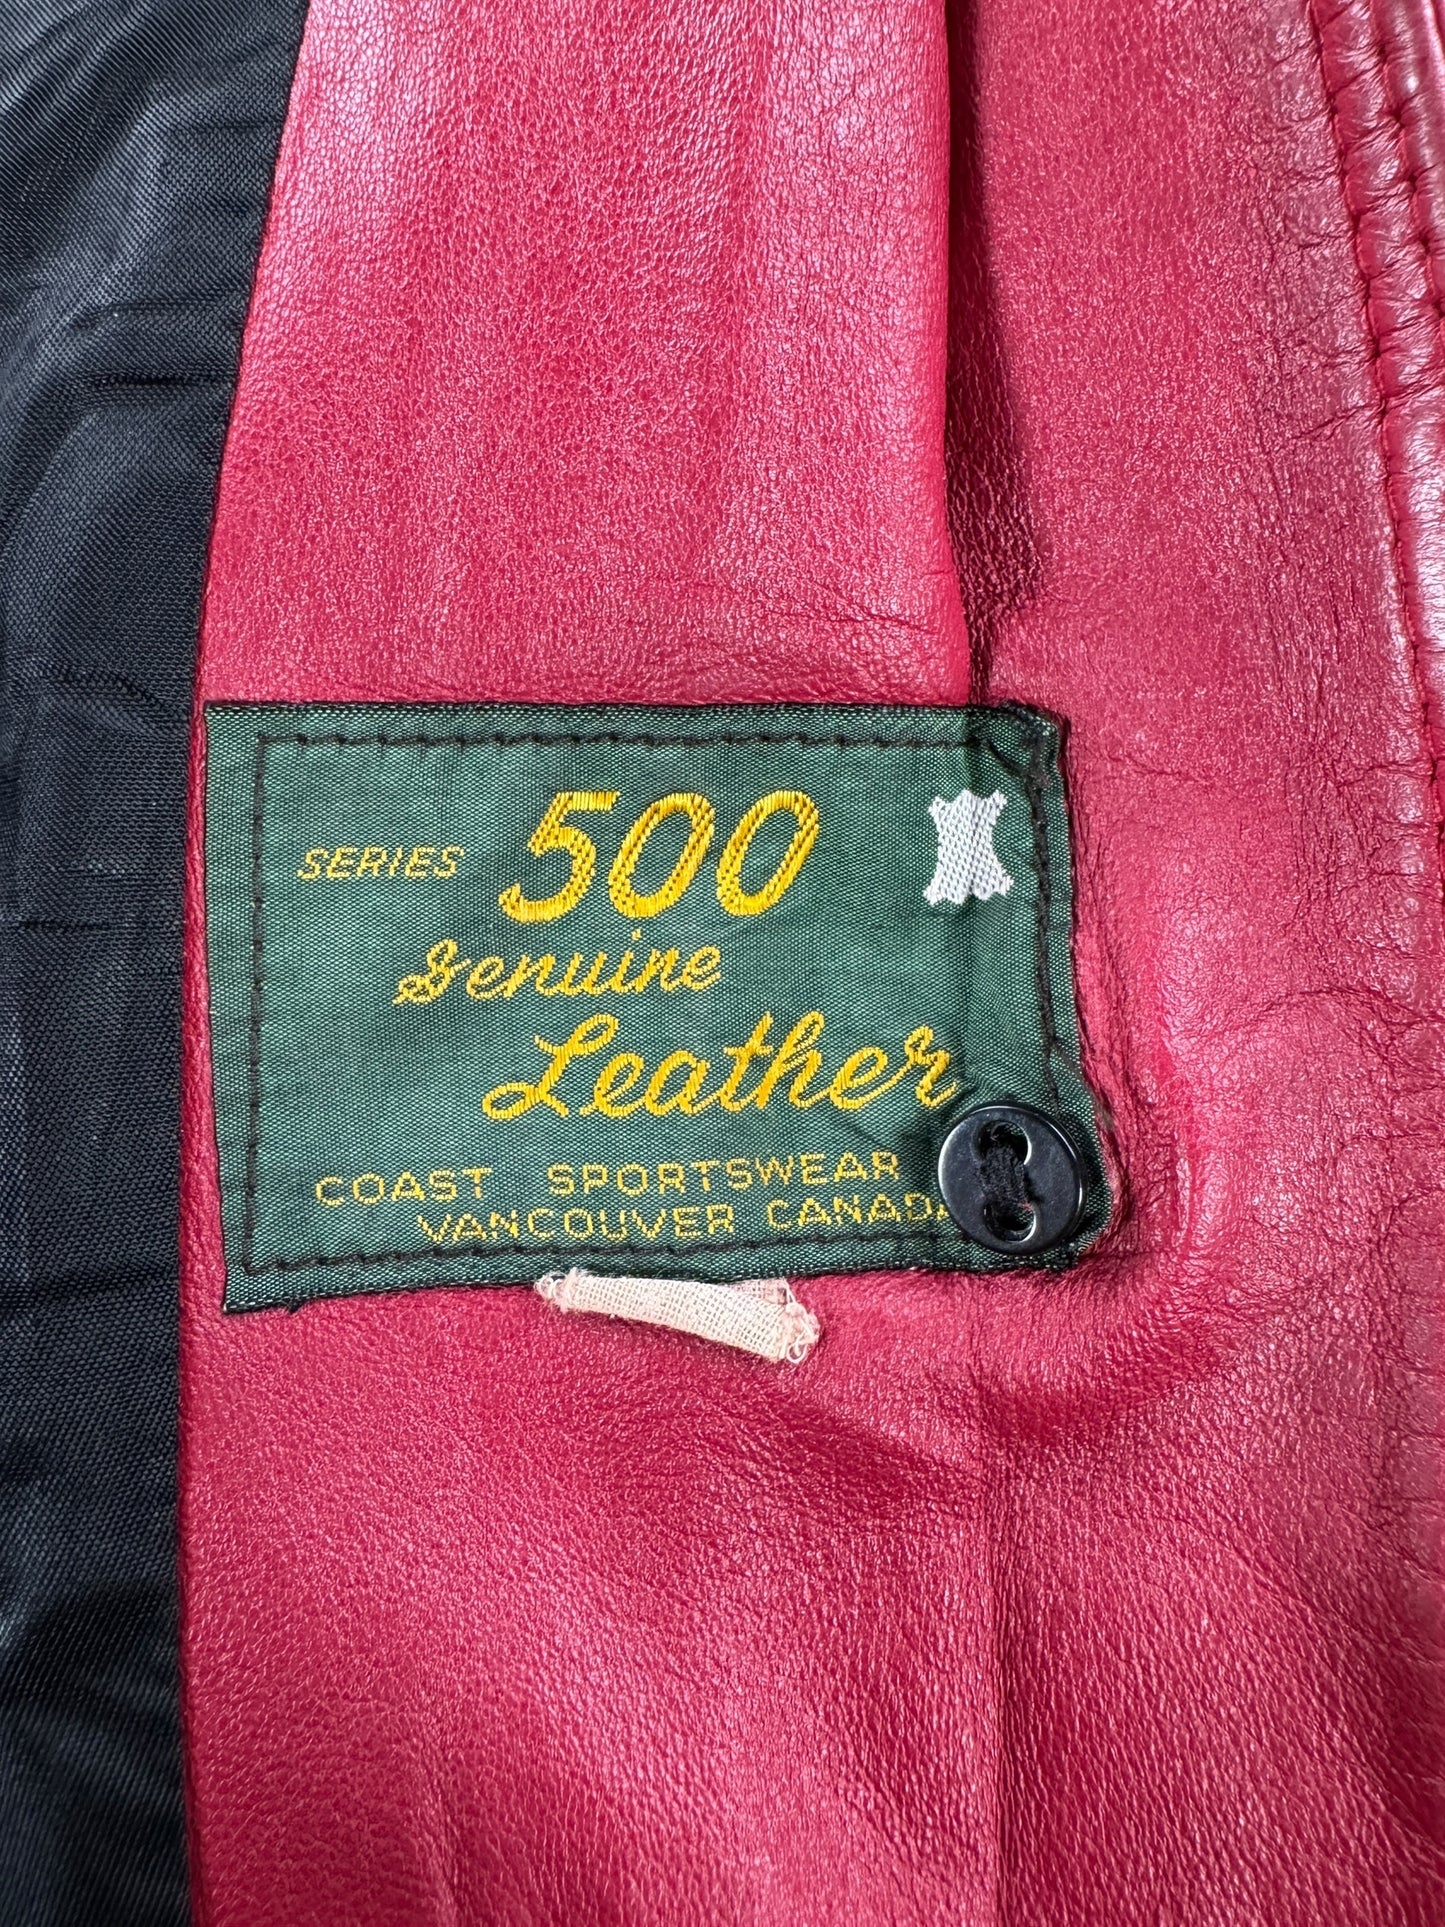 SERIES 500
Genuine
Leather
COAST SPORTSWEAR
VANCOUVER CANADA